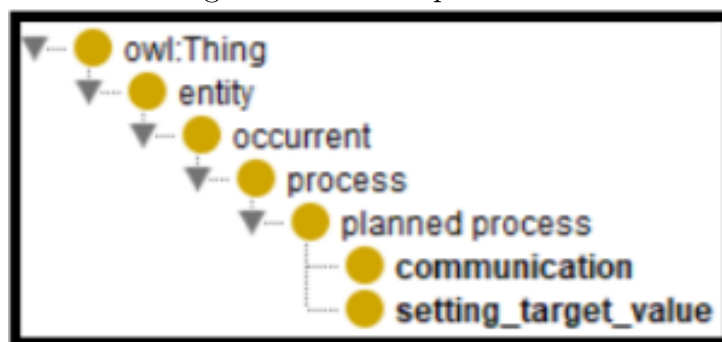 owl:Thing
entity
occurrent
process
planned process
communication
setting_target_value